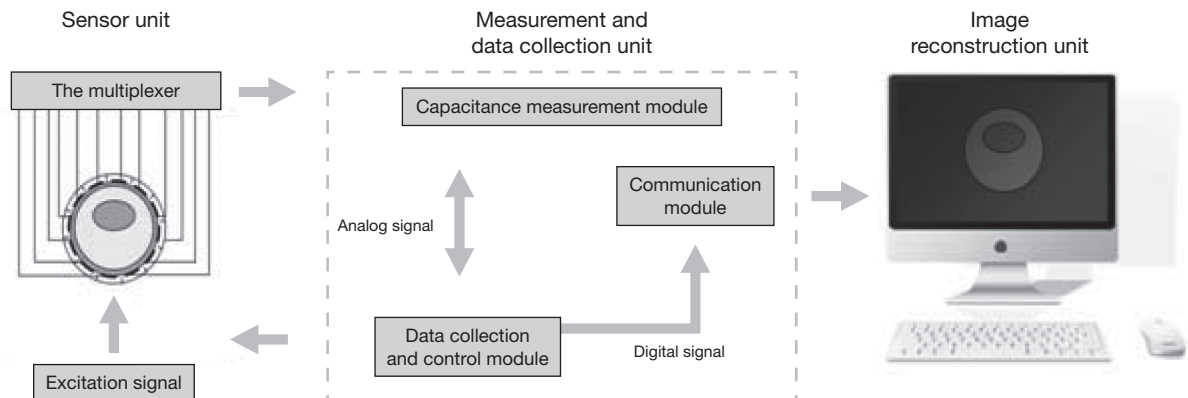 Sensor unit
Measurement and
data collection unit
Image
reconstruction unit
The multiplexer
Capacitance measurement module
Communication
module
Analog signal
Data collection
and control module
Digital signal
Excitation signal